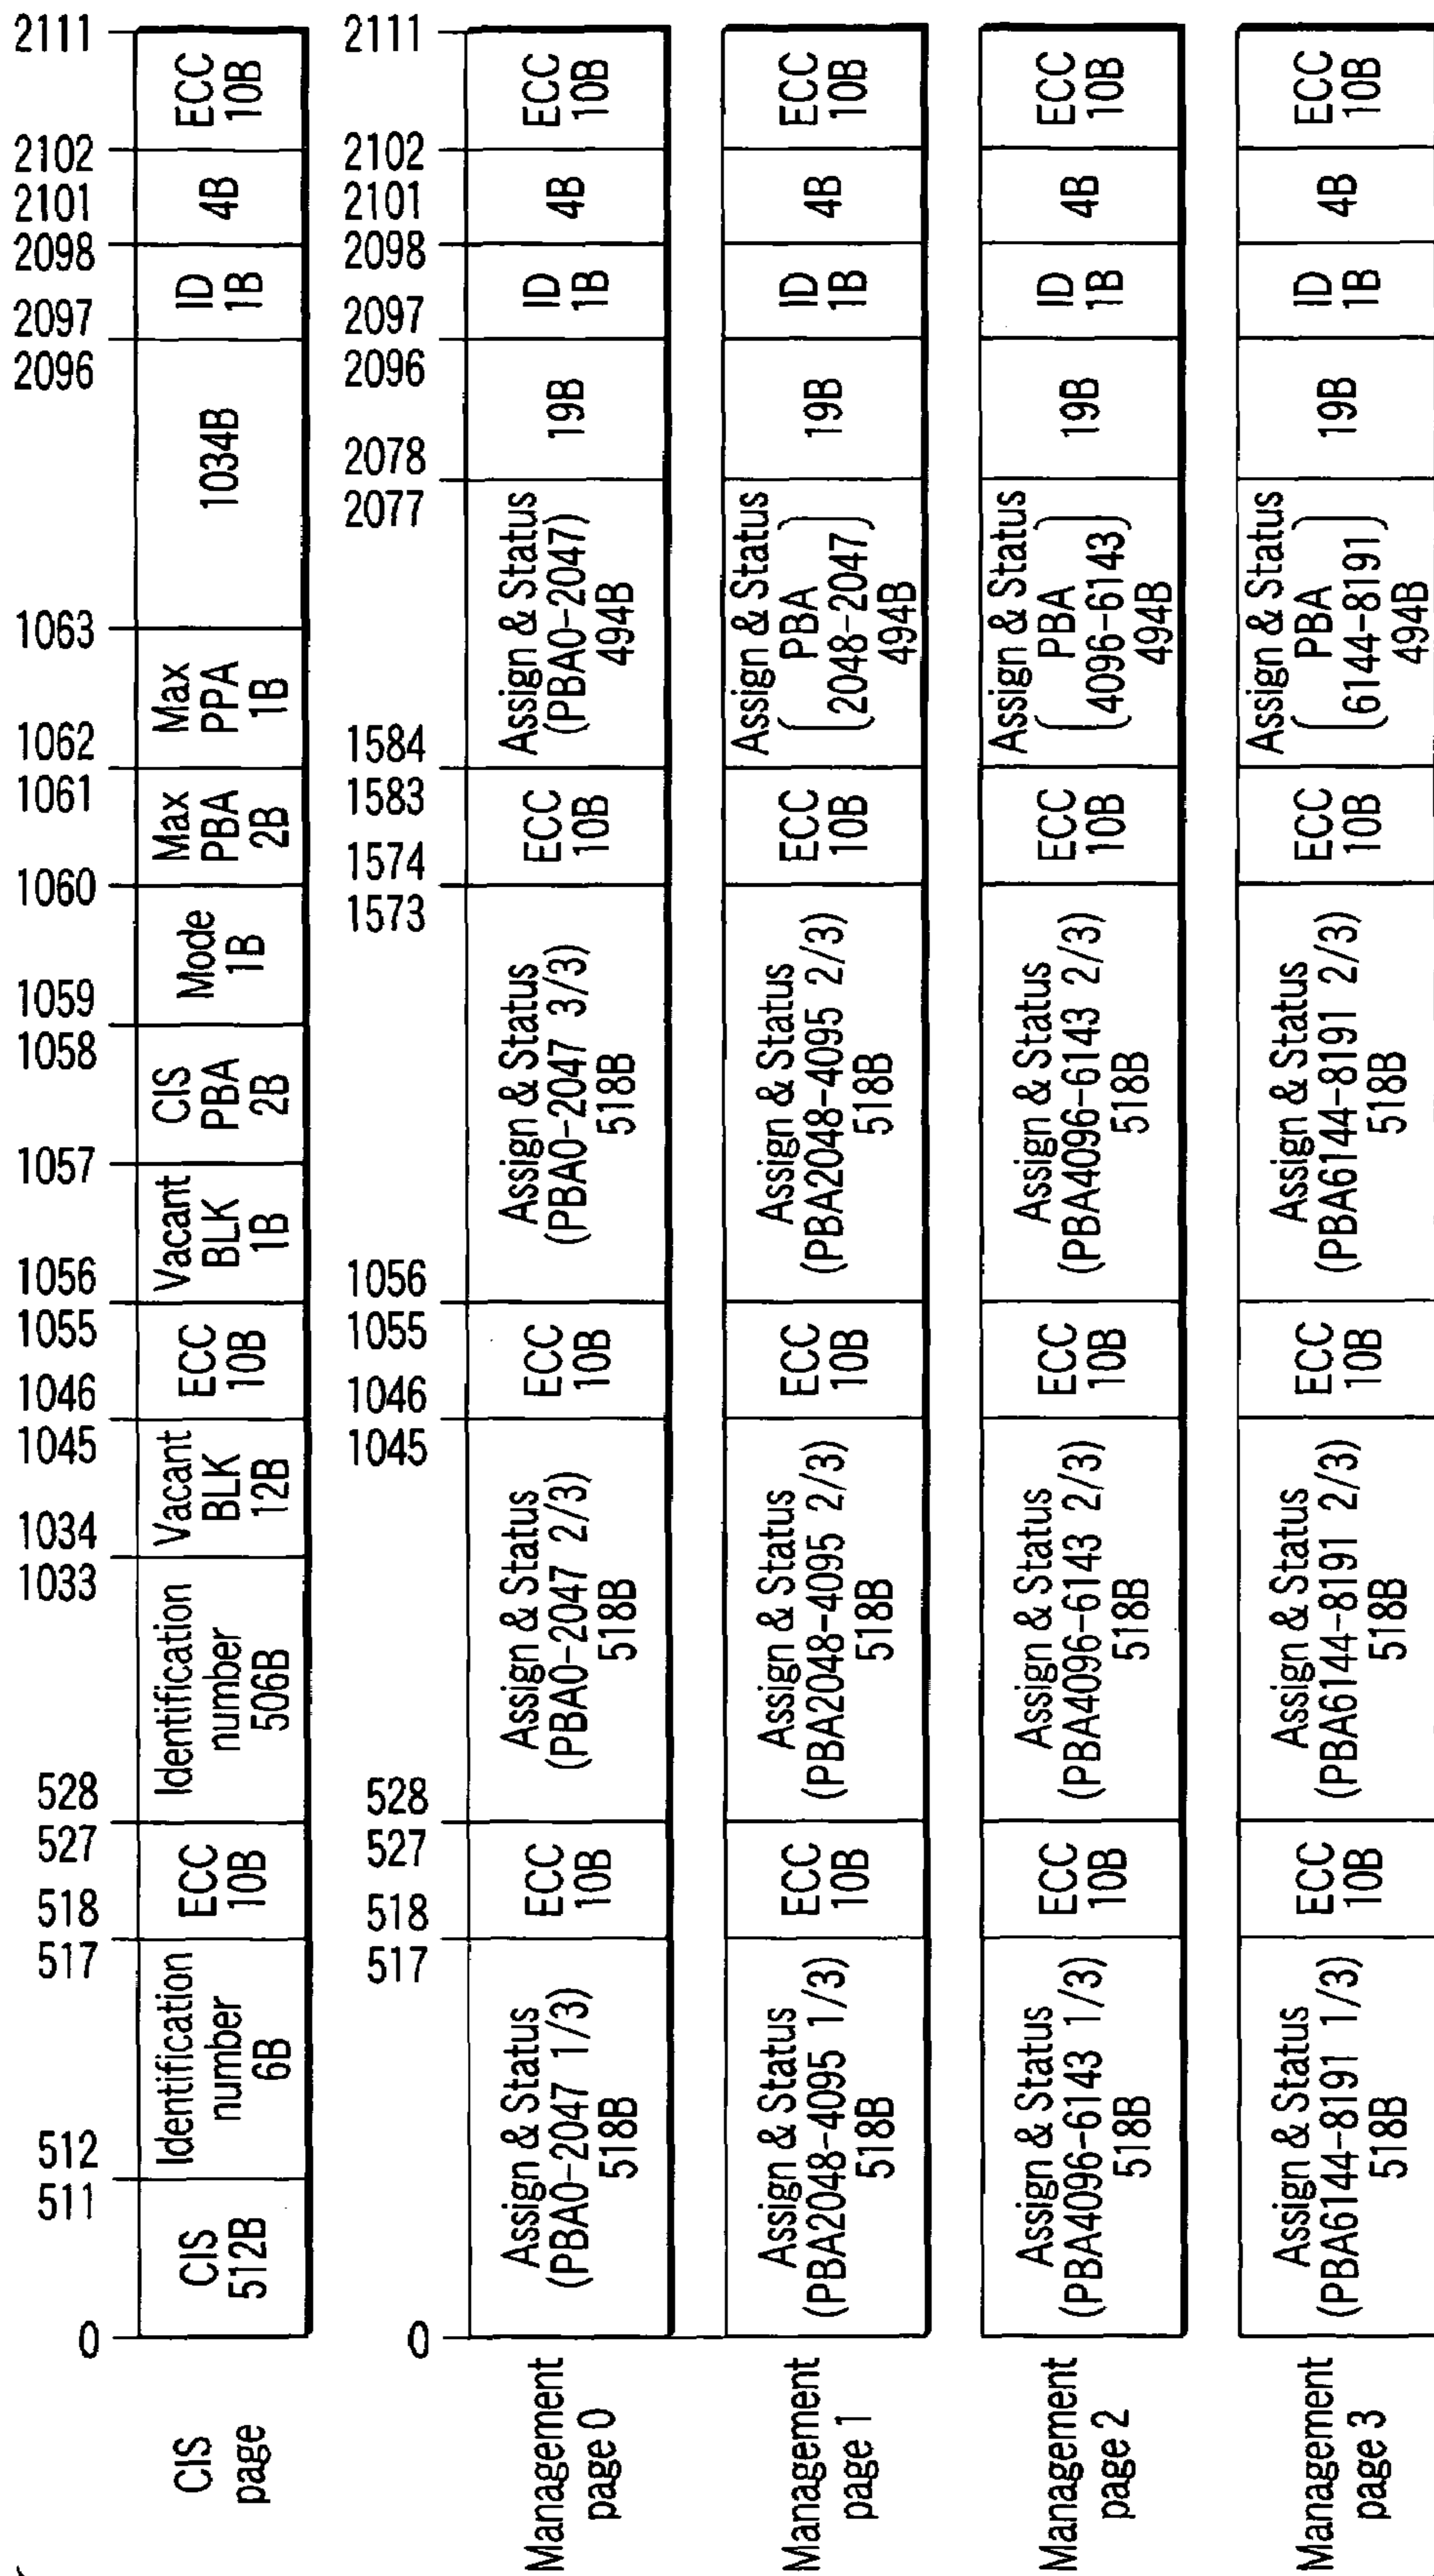 0 511 512 517 518 527 528 1033 1034 1045 1046 1055 1056 1057 1058 1059 1060 1061 1062 1063 2096 2097 2098 2101 2102 2111
CIS
page
CIS
512B
Identification
number
6B
ECC
10B
Identification
number
506B
Vacant
BLK
12B
ECC
10B
Vacant
BLK
1B
CIS
PBA
2B
Mode
1B
Max
PBA
2B
Max
PPA
1B
1034B
ID
1B
4B
ECC
10B
0 517 518 527 528 1045 1046 1055 1056 1573 1574 1583 1584 2077 2078 2096 2097 2098 2101 2102 2111
Management
page 0
Assign & Status
(PBA0-2047 1/3)
518B
ECC
10B
Assign & Status
(PBA0-2047 2/3)
518B
ECC
10B
Assign & Status
(PBA0-2047 3/3)
518B
ECC
10B
Assign & Status
(PBA0-2047)
494B
19B
ID
1B
4B
ECC
10B
Management
page 1
Assign & Status
(PBA2048-4095 1/3)
518B
ECC
10B
Assign & Status
(PBA2048-4095 2/3)
518B
ECC
10B
Assign & Status
(PBA2048-4095 2/3)
518B
ECC
10B
Assign & Status
(PBA
2048-2047)
494B
19B
ID
1B
4B
ECC
10B
Management
page 2
Assign & Status
(PBA4096-6143 1/3)
518B
ECC
10B
Assign & Status
(PBA4096-6143 2/3)
518B
ECC
10B
Assign & Status
(PBA4096-6143 2/3)
518B
ECC
10B
Assign & Status
(PBA
4096-6143)
494B
19B
ID
1B
4B
ECC
10B
Management
page 3
Assign & Status
(PBA6144-8191 1/3)
518B
ECC
10B
Assign & Status
(PBA6144-8191 2/3)
518B
ECC
10B
Assign & Status
(PBA6144-8191 2/3)
518B
ECC
10B
Assign & Status
(PBA
6144-8191)
494B
19B
ID
1B
4B
ECC
10B